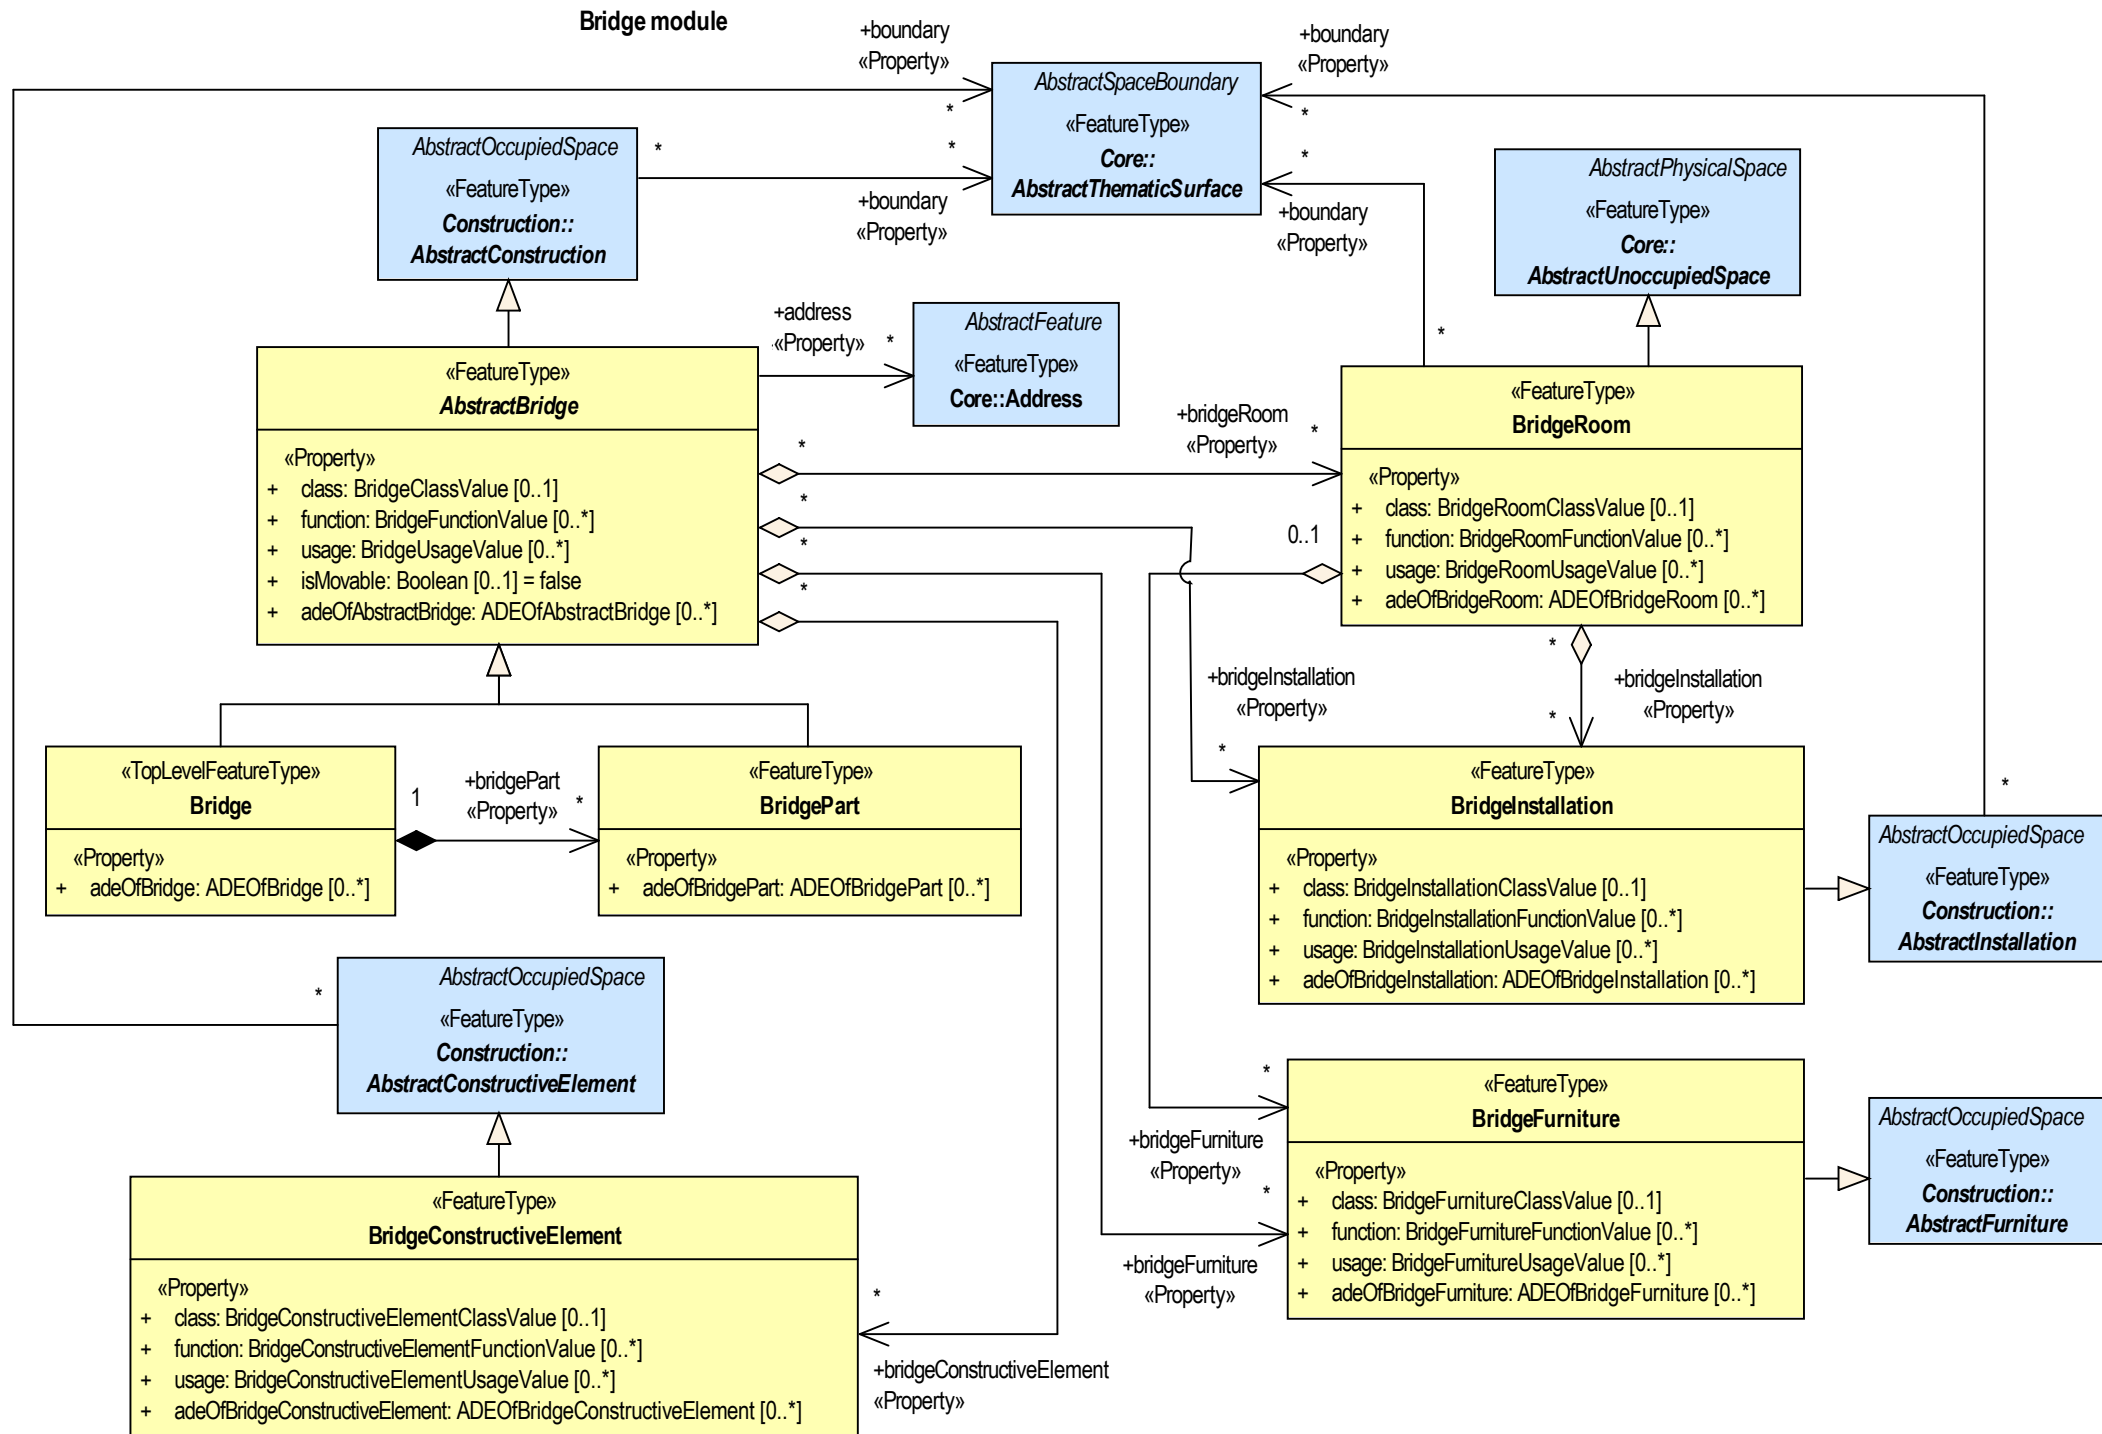 Bridge module
+boundary
«Property»
*
+boundary
«Property»
*
AbstractSpaceBoundary
«FeatureType»
Core::
AbstractThematicSurface
AbstractOccupiedSpace
«FeatureType»
Construction::
AbstractConstruction
*
*
+boundary
«Property»
*
+boundary
«Property»
*
AbstractPhysicalSpace
«FeatureType»
Core::
AbstractUnoccupiedSpace
+address
«Property»
*
AbstractFeature
«FeatureType»
Core::Address
«FeatureType»
AbstractBridge
«Property»
+ class: BridgeClassValue [0..1]
+ function: BridgeFunctionValue [0..*]
+ usage: BridgeUsageValue [0..*]
+ isMovable: Boolean [0..1] = false
+ adeOfAbstractBridge: ADEOfAbstractBridge [0..*]
*
*
*
*
+bridgeRoom
«Property»
*
«FeatureType»
BridgeRoom
«Property»
+ class: BridgeRoomClassValue [0..1]
+ function: BridgeRoomFunctionValue [0..*]
+ usage: BridgeRoomUsageValue [0..*]
+ adeOfBridgeRoom: ADEOfBridgeRoom [0..*]
0..1
*
+bridgeInstallation
«Property»
*
+bridgeInstallation
«Property»
*
«TopLevelFeatureType»
Bridge
«Property»
+ adeOfBridge: ADEOfBridge [0..*]
1
+bridgePart
«Property»
*
«FeatureType»
BridgePart
«Property»
+ adeOfBridgePart: ADEOfBridgePart [0..*]
«FeatureType»
BridgeInstallation
«Property»
+ class: BridgeInstallationClassValue [0..1]
+ function: BridgeInstallationFunctionValue [0..*]
+ usage: BridgeInstallationUsageValue [0..*]
+ adeOfBridgeInstallation: ADEOfBridgeInstallation [0..*]
*
AbstractOccupiedSpace
«FeatureType»
Construction::
AbstractInstallation
*
AbstractOccupiedSpace
«FeatureType»
Construction::
AbstractConstructiveElement
*
+bridgeFurniture
«Property»
*
+bridgeFurniture
«Property»
«FeatureType»
BridgeFurniture
«Property»
+ class: BridgeFurnitureClassValue [0..1]
+ function: BridgeFurnitureFunctionValue [0..*]
+ usage: BridgeFurnitureUsageValue [0..*]
+ adeOfBridgeFurniture: ADEOfBridgeFurniture [0..*]
AbstractOccupiedSpace
«FeatureType»
Construction::
AbstractFurniture
«FeatureType»
BridgeConstructiveElement
«Property»
+ class: BridgeConstructiveElementClassValue [0..1]
+ function: BridgeConstructiveElementFunctionValue [0..*]
+ usage: BridgeConstructiveElementUsageValue [0..*]
+ adeOfBridgeConstructiveElement: ADEOfBridgeConstructiveElement [0..*]
*
+bridgeConstructiveElement
«Property»